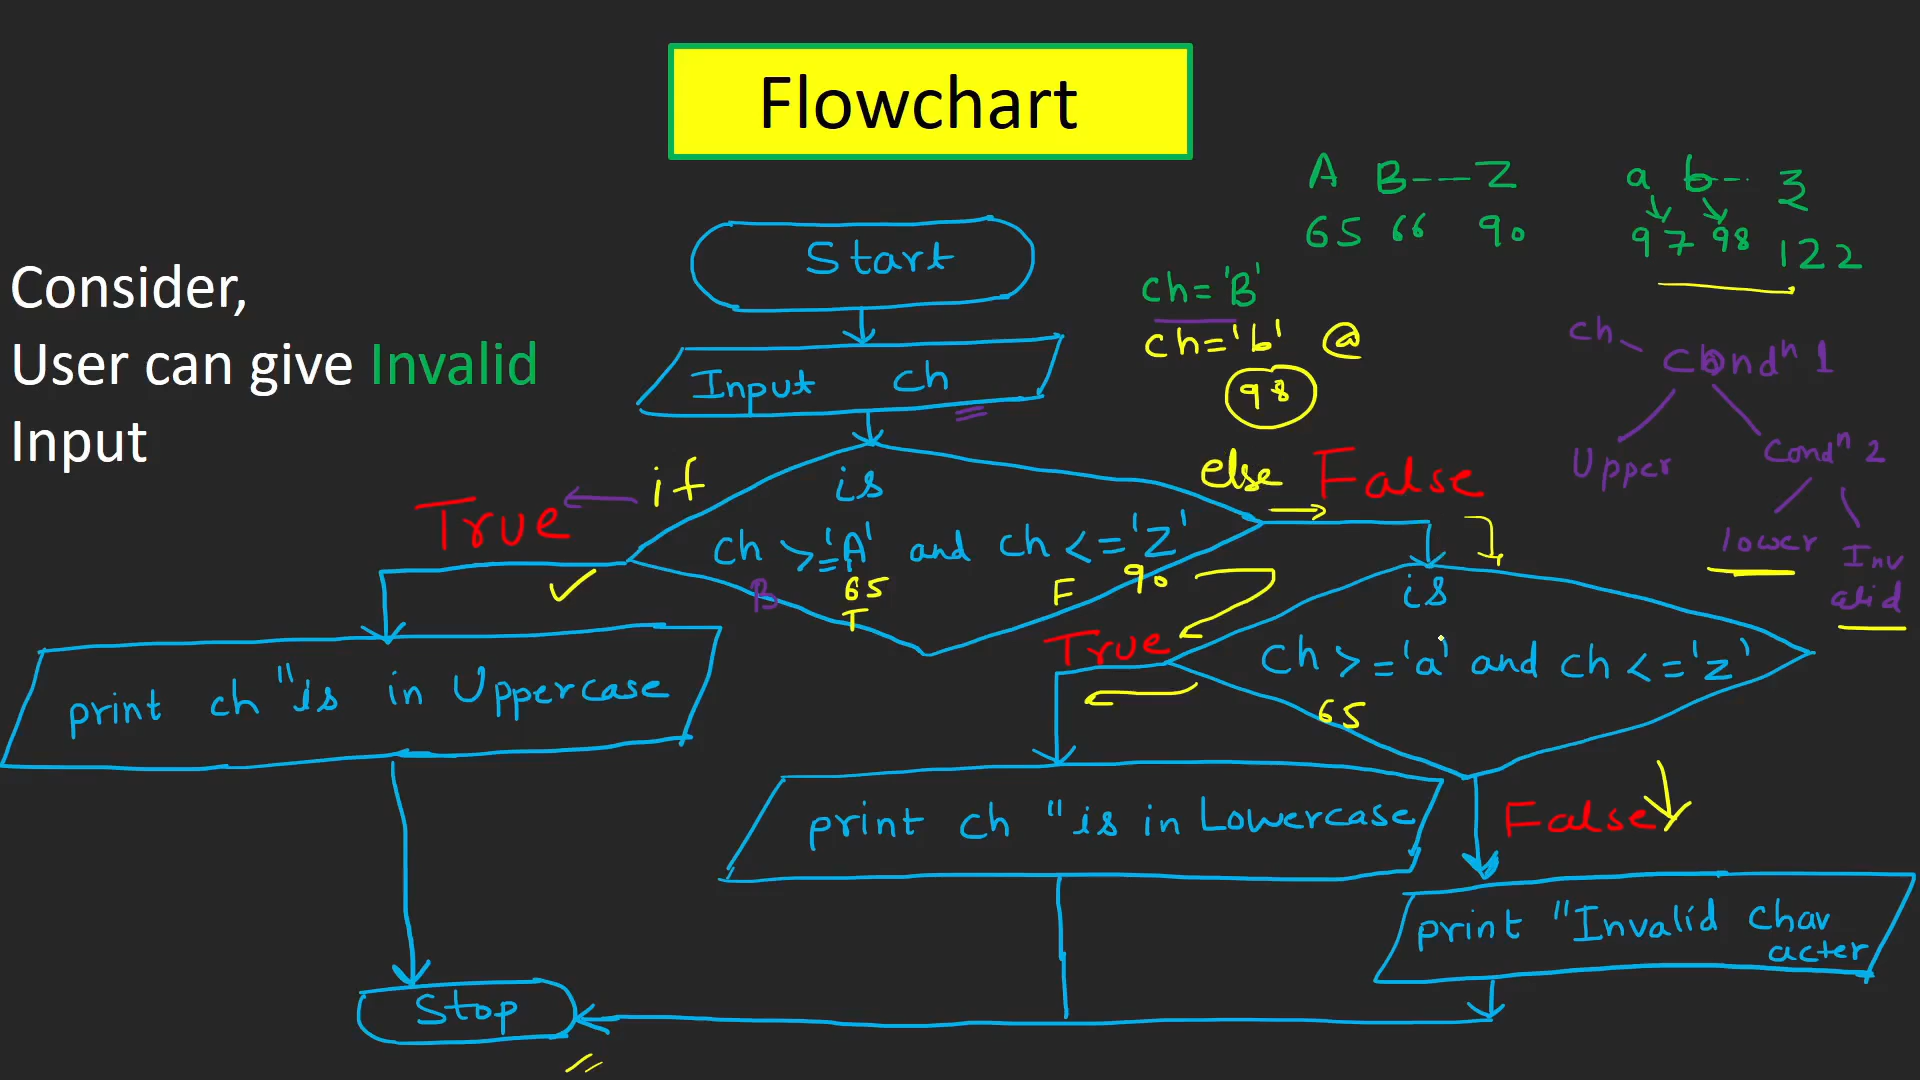 Flowchart
Consider,
User can give Invalid
Input
A B---Z
65 66 90
a b--- z
97 98 122
Start
ch='B'
ch='b' @
98
Input ch
ch
Condⁿ 1
Upper
Condⁿ 2
lower
Inv
alid
if
True
else False
is
ch >='A' and ch <='Z'
B 65 F 90
T
True
is
ch >='a' and ch <='z'
65
print ch "is in Uppercase
print ch "is in Lowercase
False
print "Invalid Char
acter
Stop